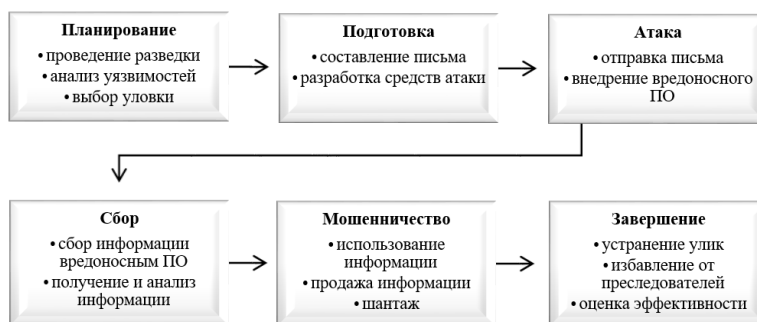 Планирование
• проведение разведки
• анализ уязвимостей
• выбор уловки
Подготовка
• составление письма
• разработка средств атаки
Атака
• отправка письма
• внедрение вредоносного
ПО
Сбор
• сбор информации
вредоносным ПО
• получение и анализ
информации
Мошенничество
• использование
информации
• продажа информации
• шантаж
Завершение
• устранение улик
• избавление от
преследователей
• оценка эффективности